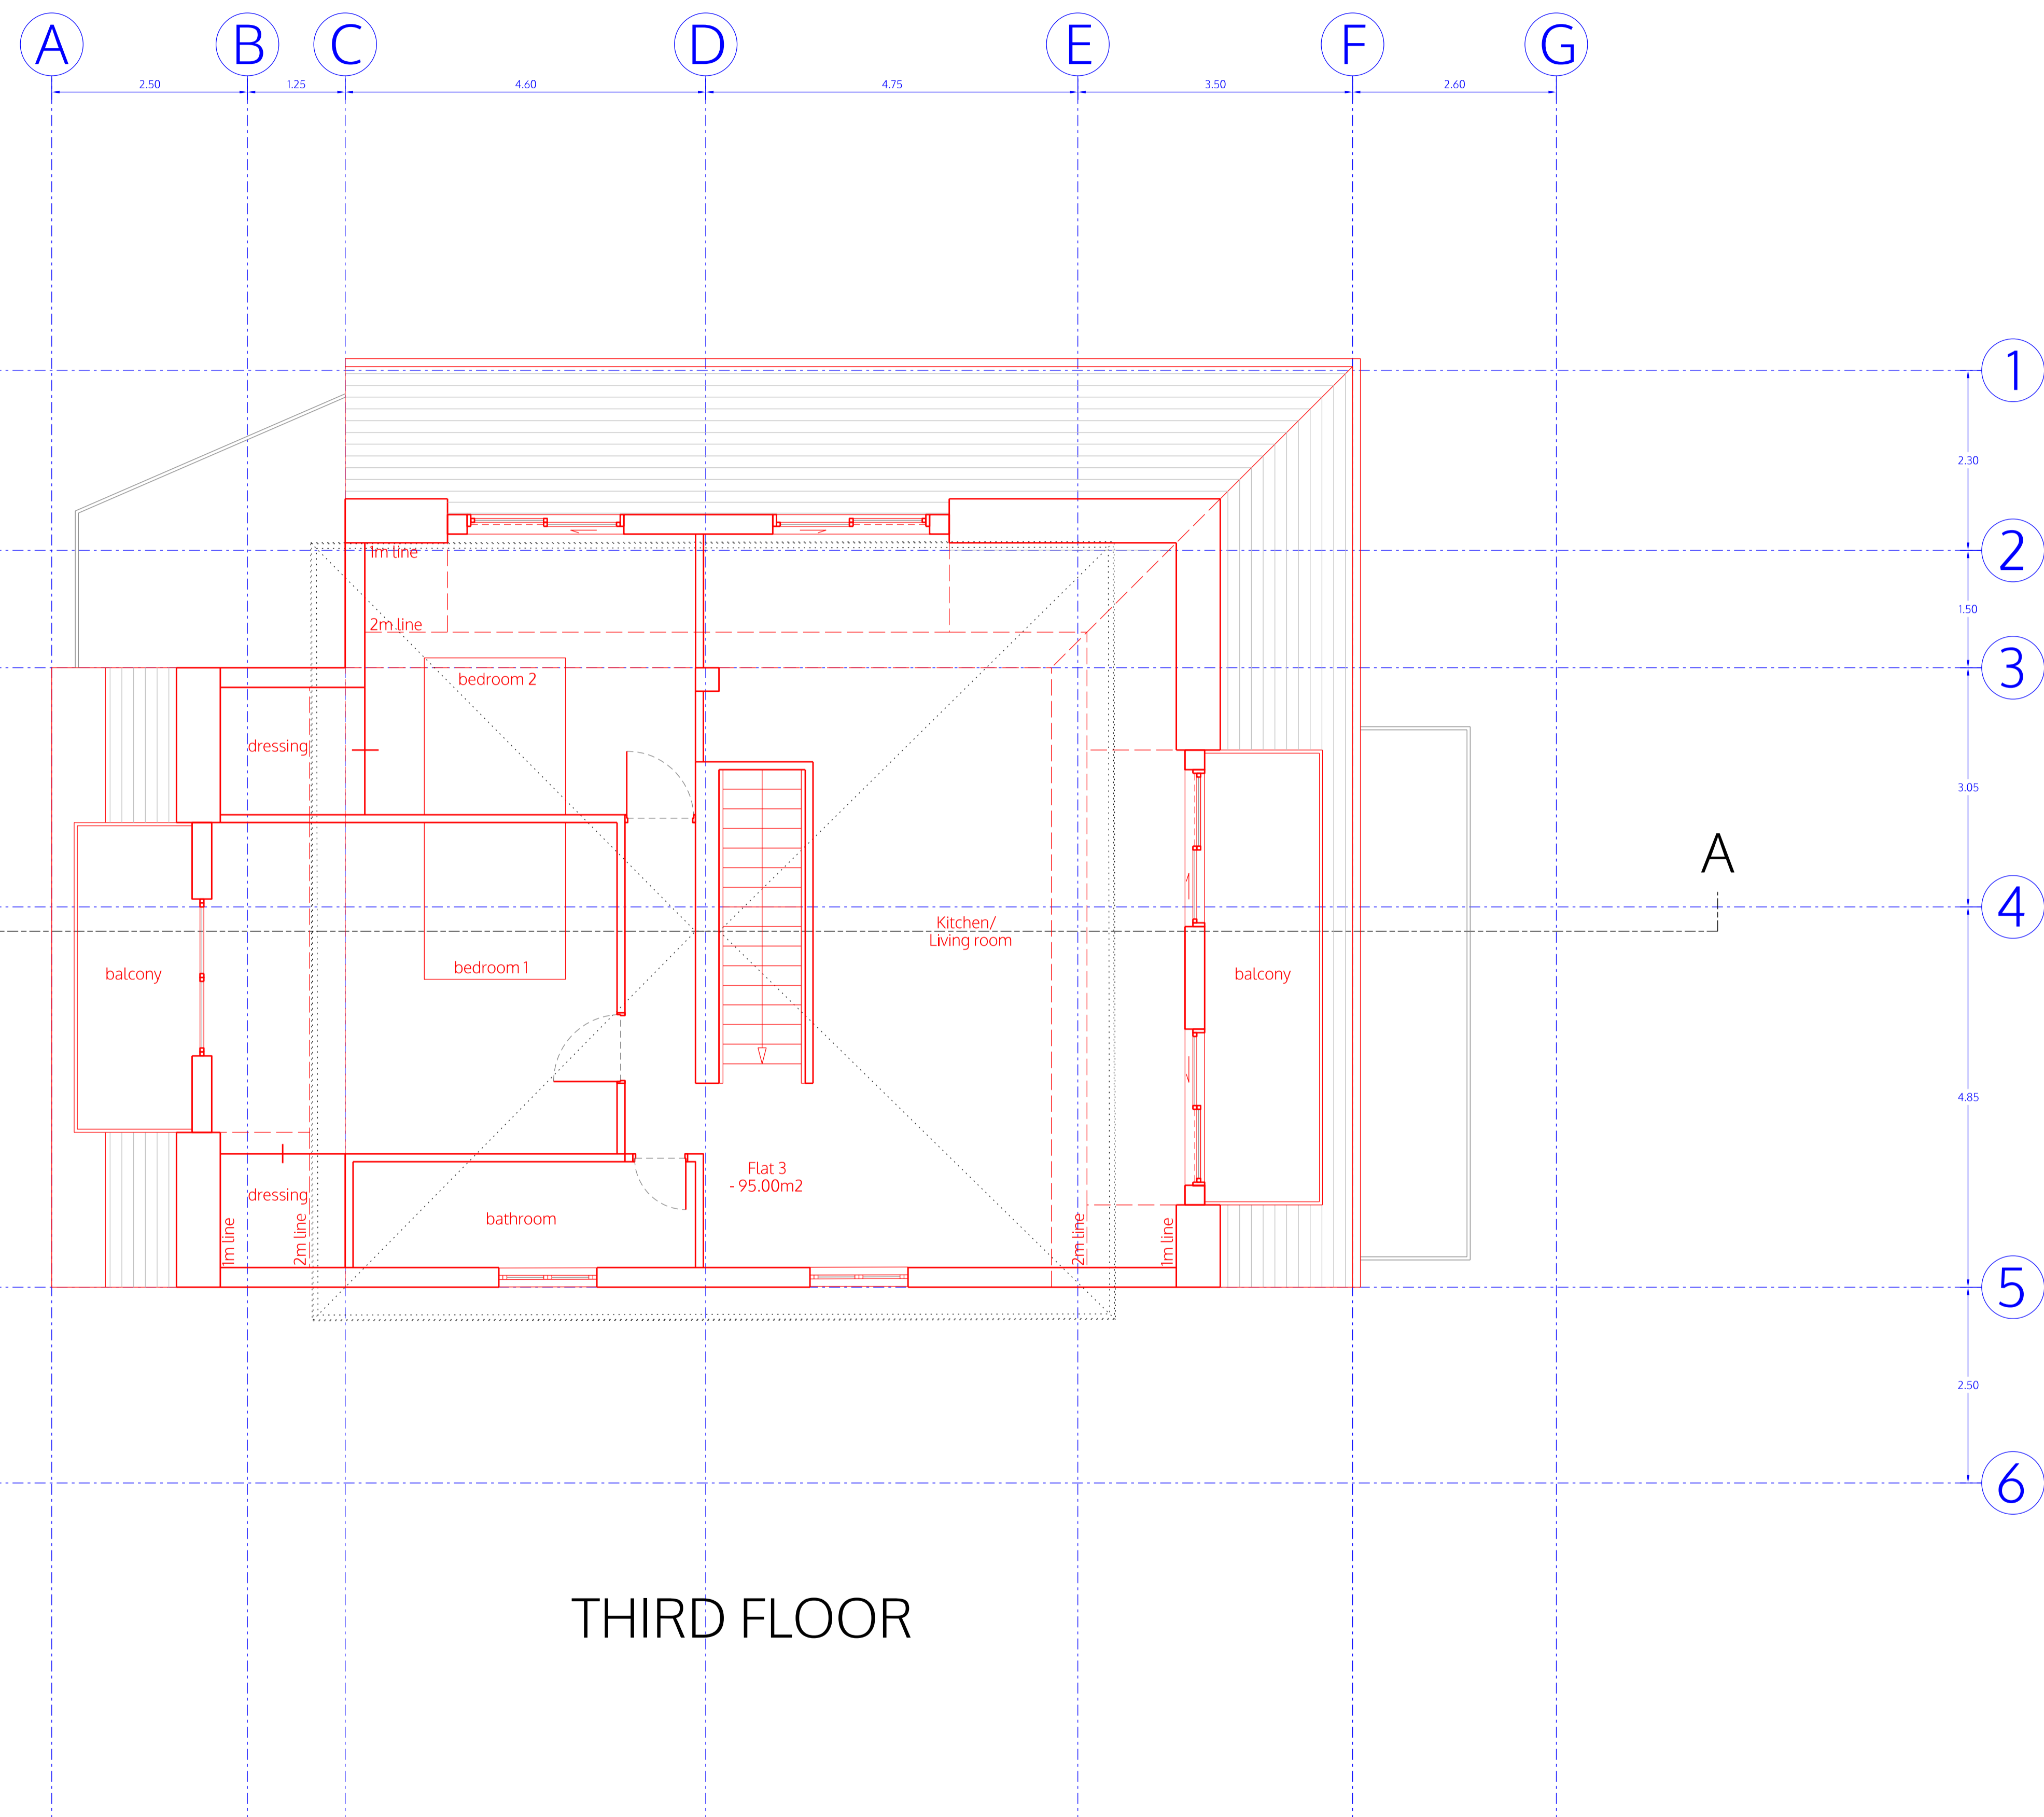 A
B
C
D
E
F
G
2.50
1.25
4.60
4.75
3.50
2.60
1
2.30
2
1m line
1.50
2m line
3
bedroom 2
dressing
3.05
A
4
Kitchen/
Living room
bedroom 1
balcony
balcony
4.85
Flat 3
- 95.00m2
dressing
bathroom
1m line
2m line
2m line
1m line
5
2.50
6
THIRD FLOOR